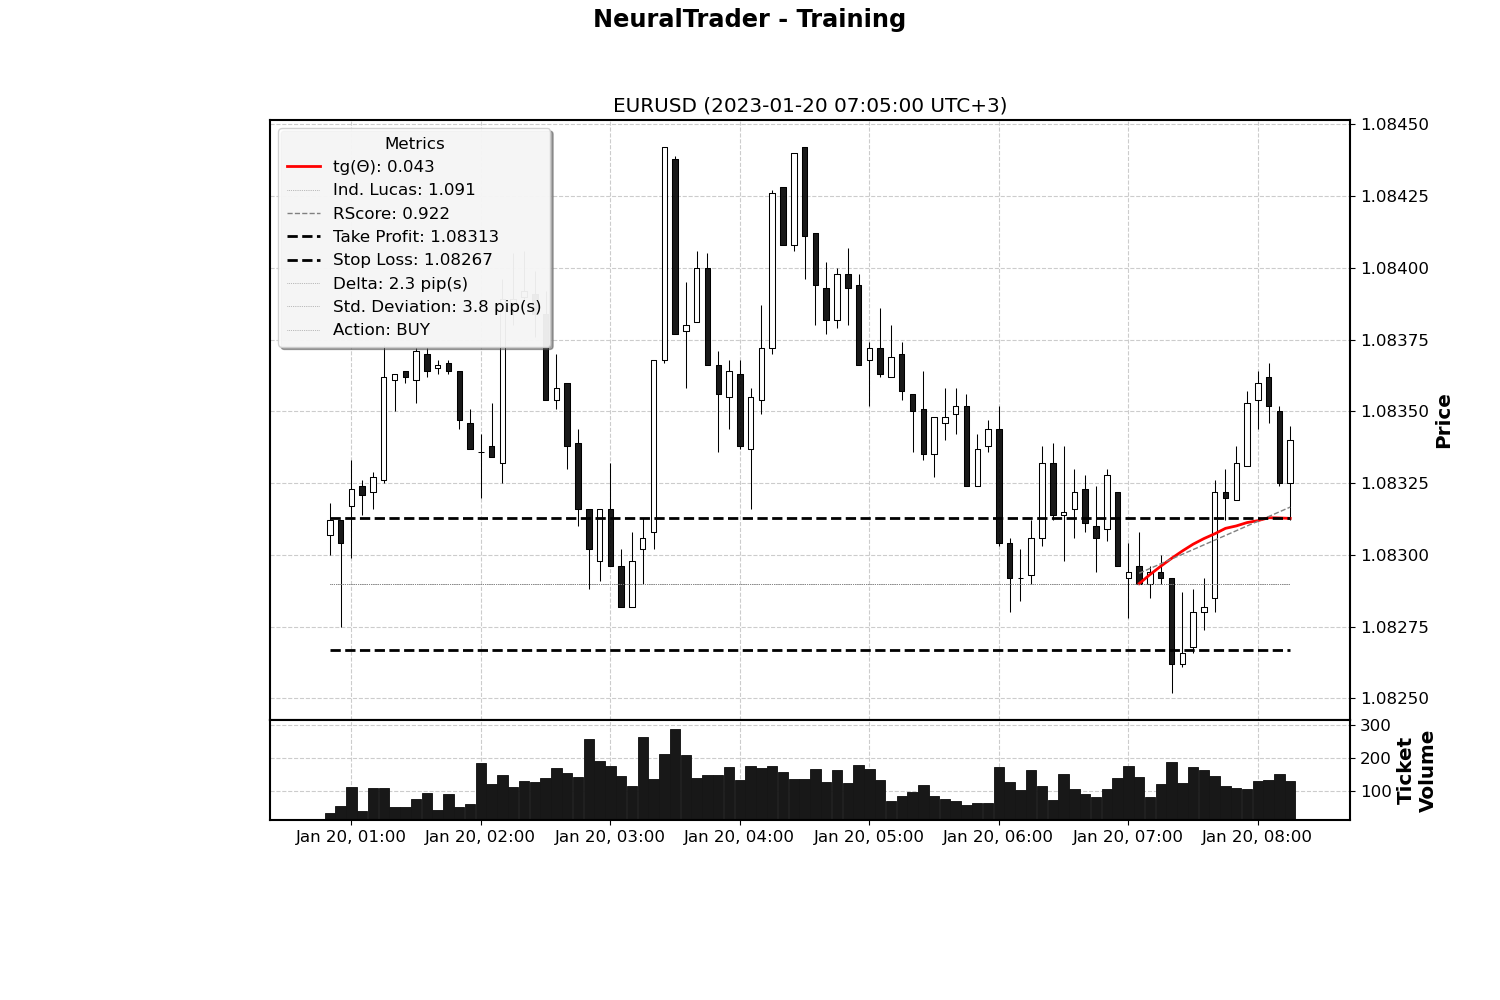 NeuralTrader - Training
EURUSD (2023-01-20 07:05:00 UTC+3)
Metrics
tg(Θ): 0.043
Ind. Lucas: 1.091
RScore: 0.922
Take Profit: 1.08313
Stop Loss: 1.08267
Delta: 2.3 pip(s)
Std. Deviation: 3.8 pip(s)
Action: BUY
1.08450
1.08425
1.08400
1.08375
1.08350
1.08325
1.08300
1.08275
1.08250
Price
300
200
100
Ticket
Volume
Jan 20, 01:00 Jan 20, 02:00 Jan 20, 03:00 Jan 20, 04:00 Jan 20, 05:00 Jan 20, 06:00 Jan 20, 07:00 Jan 20, 08:00